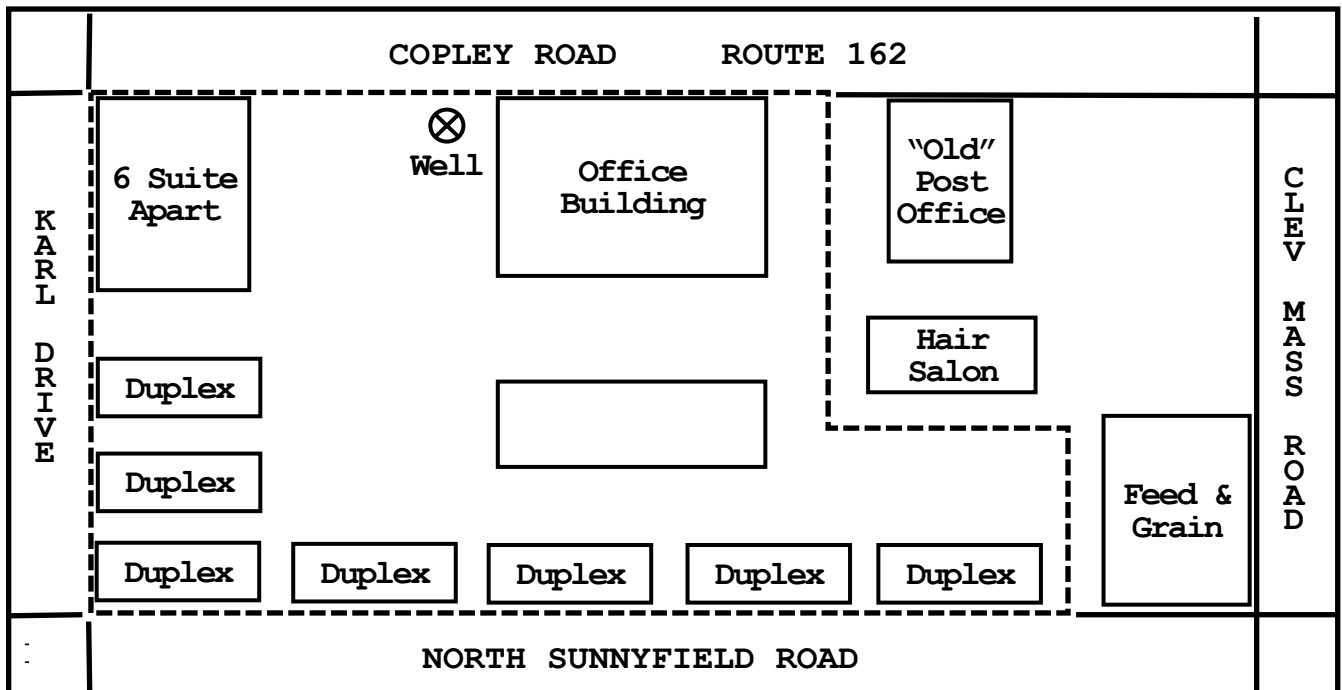 COPLEY ROAD ROUTE 162
KARL DRIVE
6 Suite
Apart
Well
Office
Building
“Old”
Post
Office
CLEV MASS ROAD
Hair
Salon
Duplex
Duplex
Feed &
Grain
Duplex
Duplex
Duplex
Duplex
Duplex
NORTH SUNNYFIELD ROAD